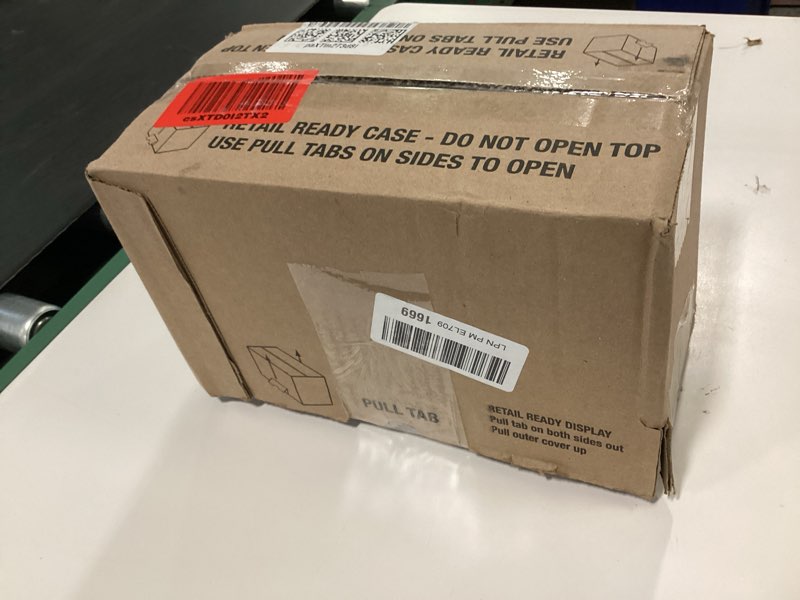 RETAIL READY CAS
USE PULL TABS ON
N TOP
csXTD0I2TX2
RETAIL READY CASE - DO NOT OPEN TOP
USE PULL TABS ON SIDES TO OPEN
LPN PM EL709 1669
PULL TAB
RETAIL READY DISPLAY
Pull tab on both sides out
Pull outer cover up